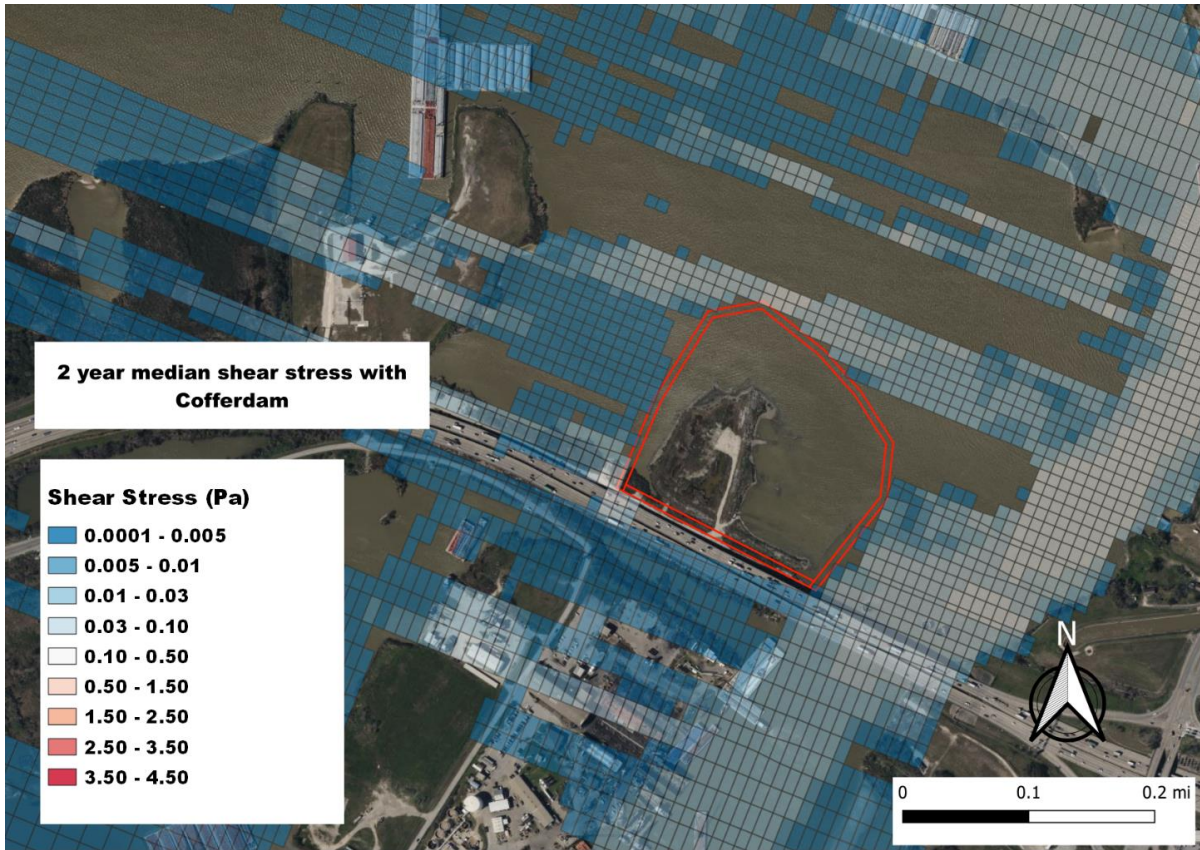 2 year median shear stress with
Cofferdam
Shear Stress (Pa)
0.0001 - 0.005
0.005 - 0.01
0.01 - 0.03
0.03 - 0.10
0.10 - 0.50
0.50 - 1.50
1.50 - 2.50
2.50 - 3.50
3.50 - 4.50
N
0 0.1 0.2 mi